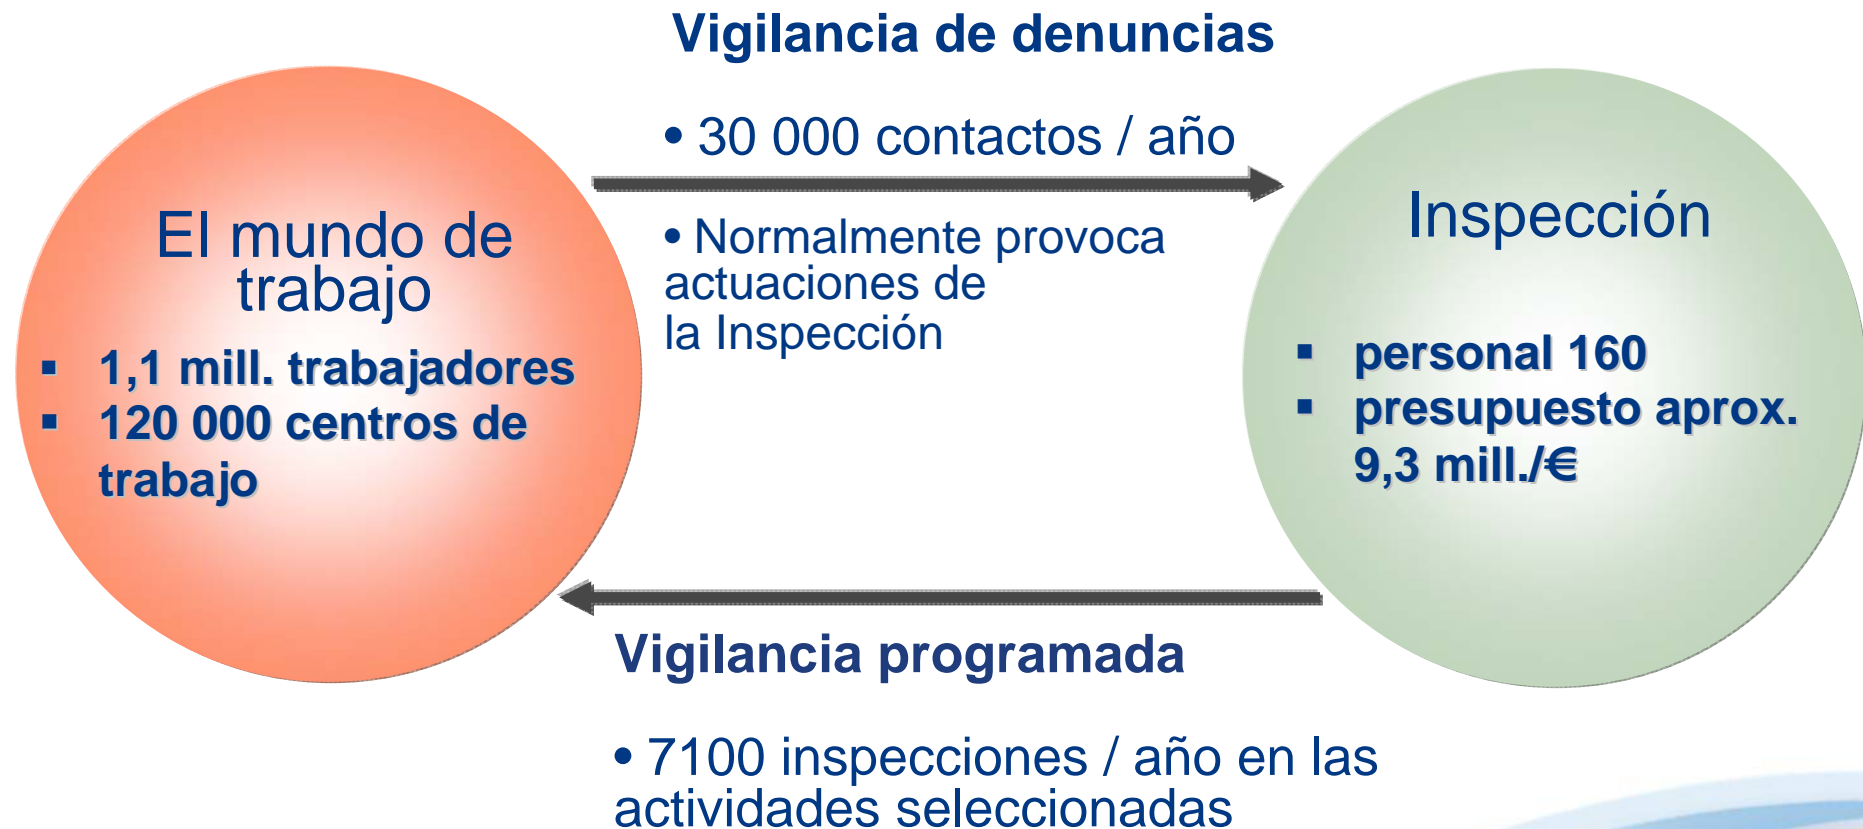 Vigilancia de denuncias
• 30 000 contactos / año
• Normalmente provoca
actuaciones de
la Inspección
El mundo de
trabajo
▪ 1,1 mill. trabajadores
▪ 120 000 centros de
trabajo
Inspección
▪ personal 160
▪ presupuesto aprox.
9,3 mill./€
Vigilancia programada
• 7100 inspecciones / año en las
actividades seleccionadas